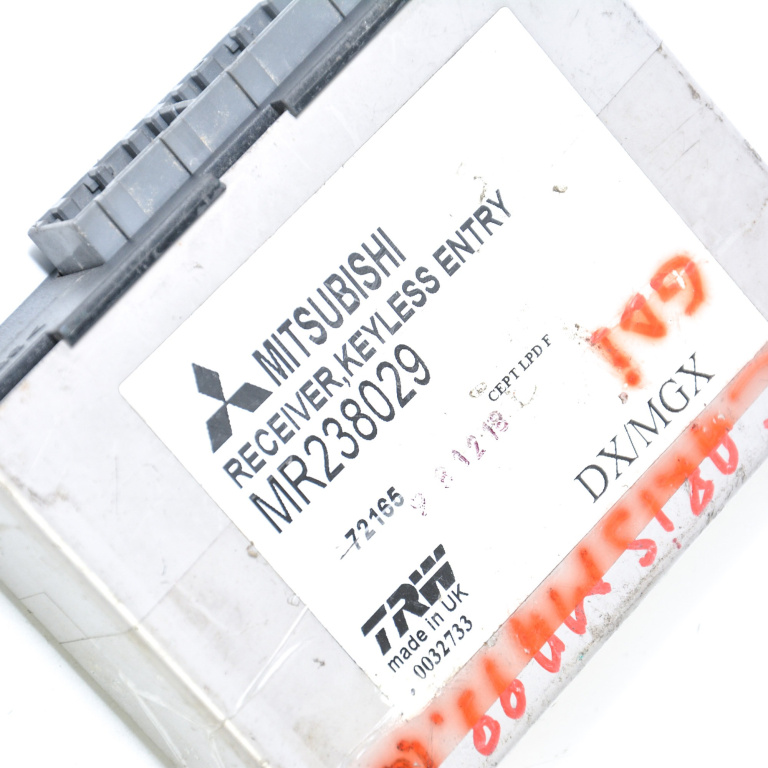 MITSUBISHI
RECEIVER,KEYLESS ENTRY
MR238029
CEPT LPD F
72165
DX/MGX
TRW
made in UK
0032733